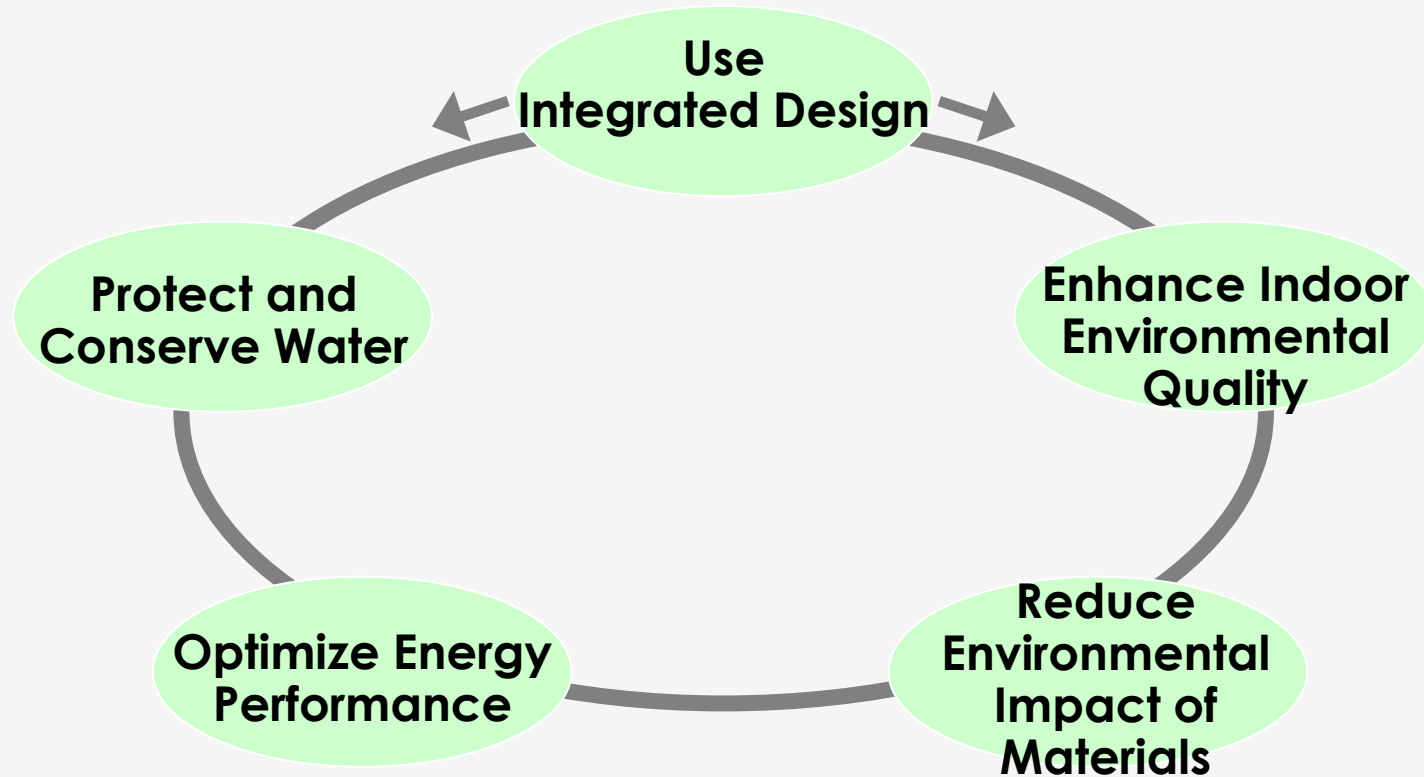 Use
Integrated Design
Protect and
Conserve Water
Enhance Indoor
Environmental
Quality
Optimize Energy
Performance
Reduce
Environmental
Impact of
Materials